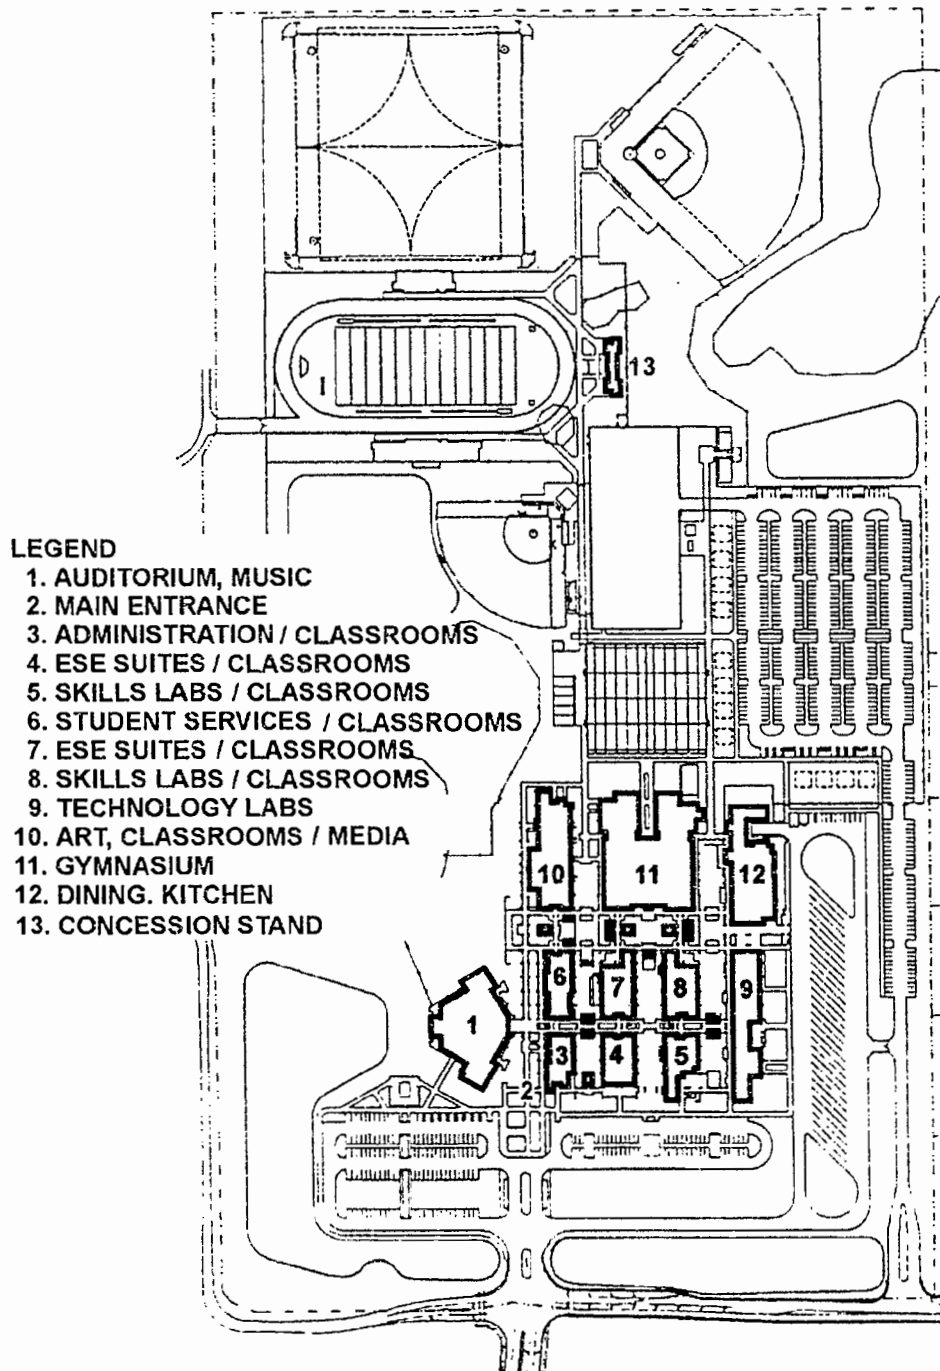 LEGEND
1. AUDITORIUM, MUSIC
2. MAIN ENTRANCE
3. ADMINISTRATION / CLASSROOMS
4. ESE SUITES / CLASSROOMS
5. SKILLS LABS / CLASSROOMS
6. STUDENT SERVICES / CLASSROOMS
7. ESE SUITES / CLASSROOMS
8. SKILLS LABS / CLASSROOMS
9. TECHNOLOGY LABS
10. ART, CLASSROOMS / MEDIA
11. GYMNASIUM
12. DINING. KITCHEN
13. CONCESSION STAND
13
10
11
12
6
7
8
9
1
3
4
5
2